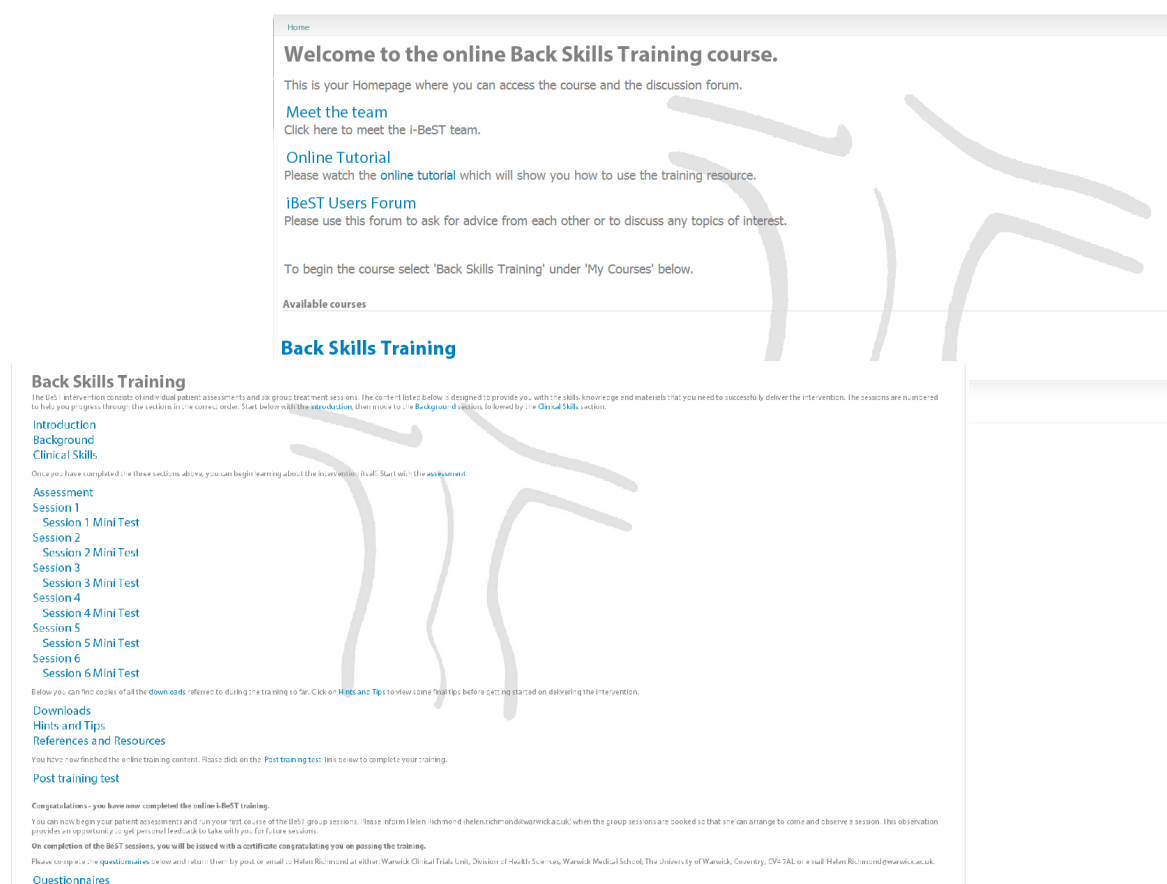 Home
Welcome to the online Back Skills Training course.
This is your Homepage where you can access the course and the discussion forum.
Meet the team
Click here to meet the i-BeST team.
Online Tutorial
Please watch the online tutorial which will show you how to use the training resource.
iBeST Users Forum
Please use this forum to ask for advice from each other or to discuss any topics of interest.
To begin the course select 'Back Skills Training' under 'My Courses' below.
Available courses
Back Skills Training
Back Skills Training
The BeST intervention consists of individual patient assessments and six group treatment sessions. The content listed below is designed to provide you with the skills, knowledge and materials that you need to successfully deliver the intervention. The sessions are numbered
to help you progress through the sections in the correct order. Start below with the introduction, then move to the Background section, followed by the Clinical Skills section.
Introduction
Background
Clinical Skills
Once you have completed the three sections above, you can begin learning about the intervention itself. Start with the assessment.
Assessment
Session 1
Session 1 Mini Test
Session 2
Session 2 Mini Test
Session 3
Session 3 Mini Test
Session 4
Session 4 Mini Test
Session 5
Session 5 Mini Test
Session 6
Session 6 Mini Test
Below you can find copies of all the downloads referred to during the training so far. Click on Hints and Tips to view some final tips before getting started on delivering the intervention.
Downloads
Hints and Tips
References and Resources
You have now finished the online training content. Please click on the Post training test link below to complete your training.
Post training test
Congratulations - you have now completed the online i-BeST training.
You can now begin your patient assessments and run your first course of the BeST group sessions. Please inform Helen Richmond (helen.richmond@warwick.ac.uk) when the group sessions are booked so that she can arrange to come and observe a session. This observation
provides an opportunity to get personal feedback to take with you for future sessions.
On completion of the BeST sessions, you will be issued with a certificate congratulating you on passing the training.
Please complete the questionnaires below and return them by post or email to Helen Richmond at either: Warwick Clinical Trials Unit, Division of Health Sciences, Warwick Medical School, The University of Warwick, Coventry, CV4 7AL or email Helen.Richmond@warwick.ac.uk.
Questionnaires